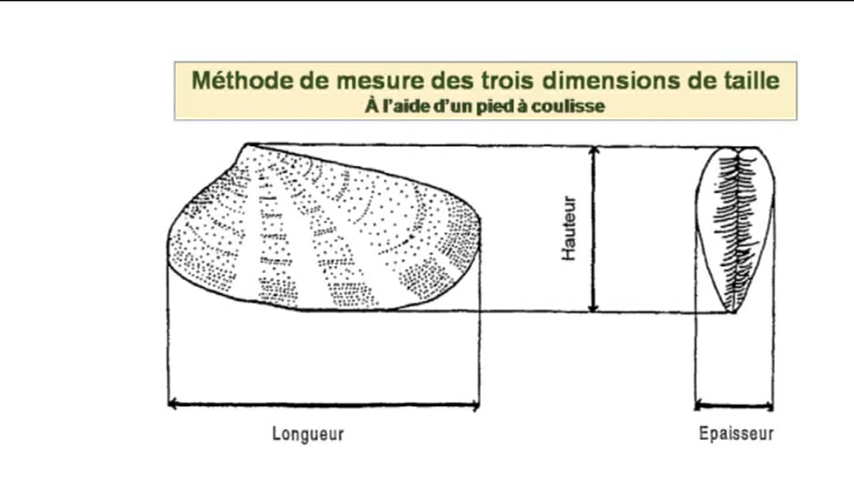 Méthode de mesure des trois dimensions de taille
À l'aide d'un pied à coulisse
Hauteur
Longueur
Epaisseur